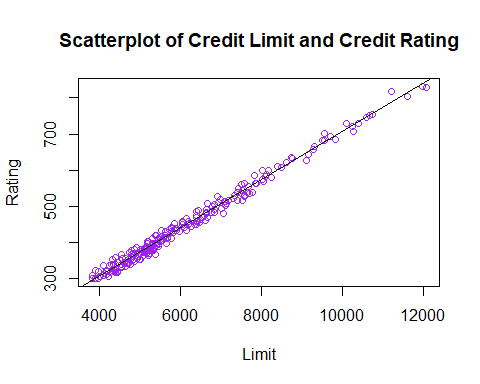 Scatterplot of Credit Limit and Credit Rating
Rating
700
500
300
4000 6000 8000 10000 12000
Limit